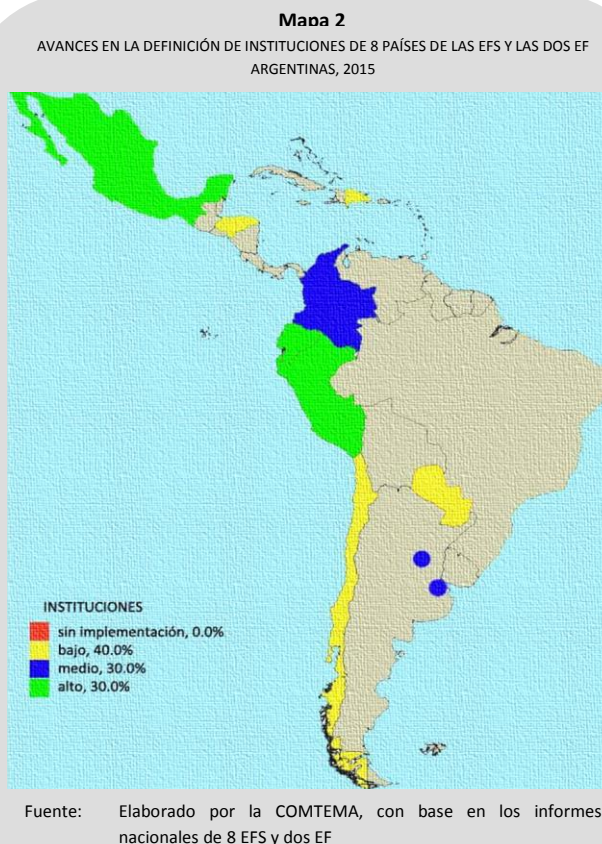 Mapa 2
AVANCES EN LA DEFINICIÓN DE INSTITUCIONES DE 8 PAÍSES DE LAS EFS Y LAS DOS EF
ARGENTINAS, 2015
INSTITUCIONES
sin implementación, 0.0%
bajo, 40.0%
medio, 30.0%
alto, 30.0%
Fuente: Elaborado por la COMTEMA, con base en los informes
nacionales de 8 EFS y dos EF